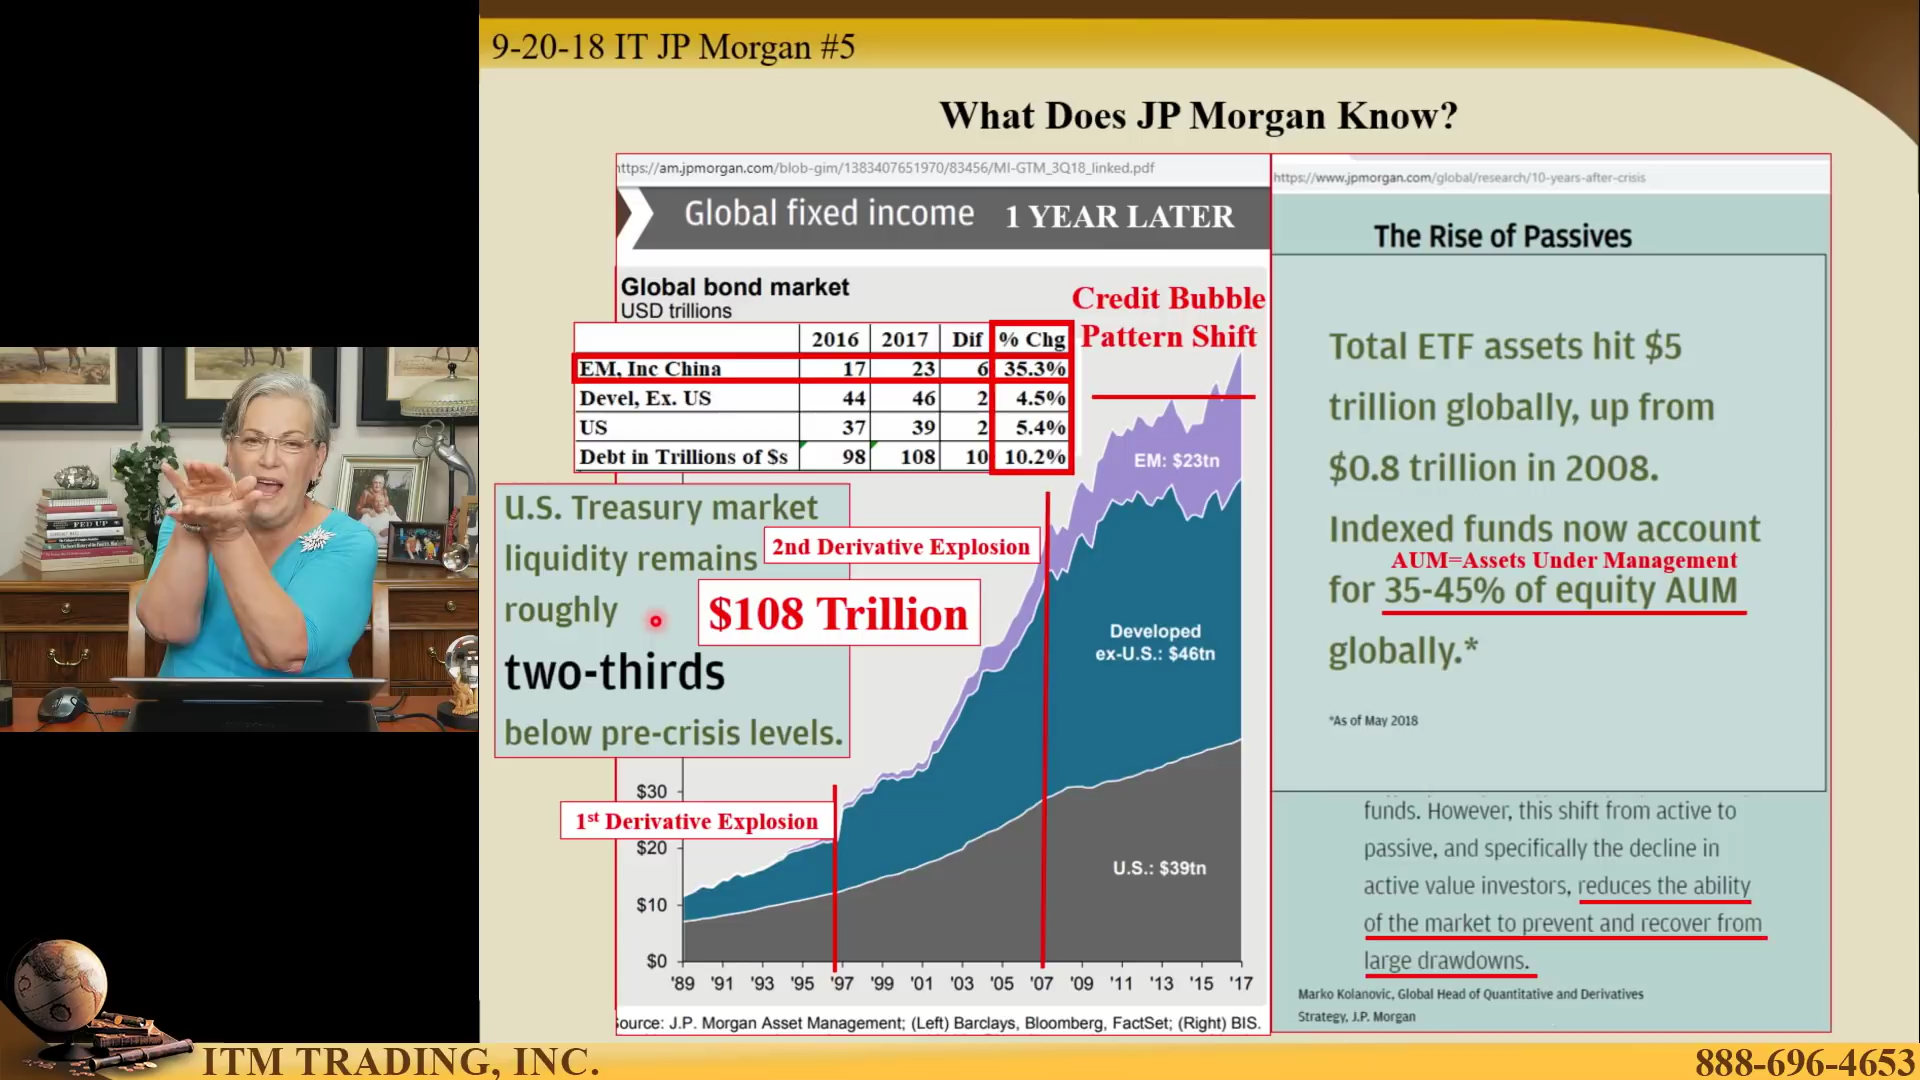 9-20-18 IT JP Morgan #5
What Does JP Morgan Know?
https://am.jpmorgan.com/blob-gim/1383407651970/83456/MI-GTM_3Q18_linked.pdf
Global fixed income 1 YEAR LATER
Global bond market
USD trillions
Credit Bubble
Pattern Shift
2016 2017 Dif % Chg
EM, Inc China 17 23 6 35.3%
Devel, Ex. US 44 46 2 4.5%
US 37 39 2 5.4%
Debt in Trillions of $s 98 108 10 10.2%
EM: $23tn
U.S. Treasury market
liquidity remains
roughly
two-thirds
below pre-crisis levels.
2nd Derivative Explosion
$108 Trillion
Developed
ex-U.S.: $46tn
1st Derivative Explosion
U.S.: $39tn
$30
$20
$10
$0
'89 '91 '93 '95 '97 '99 '01 '03 '05 '07 '09 '11 '13 '15 '17
Source: J.P. Morgan Asset Management; (Left) Barclays, Bloomberg, FactSet; (Right) BIS.
https://www.jpmorgan.com/global/research/10-years-after-crisis
The Rise of Passives
Total ETF assets hit $5
trillion globally, up from
$0.8 trillion in 2008.
Indexed funds now account
AUM=Assets Under Management
for 35-45% of equity AUM
globally.*
*As of May 2018
funds. However, this shift from active to
passive, and specifically the decline in
active value investors, reduces the ability
of the market to prevent and recover from
large drawdowns.
Marko Kolanovic, Global Head of Quantitative and Derivatives
Strategy, J.P. Morgan
FED UP
ITM TRADING, INC.
888-696-4653